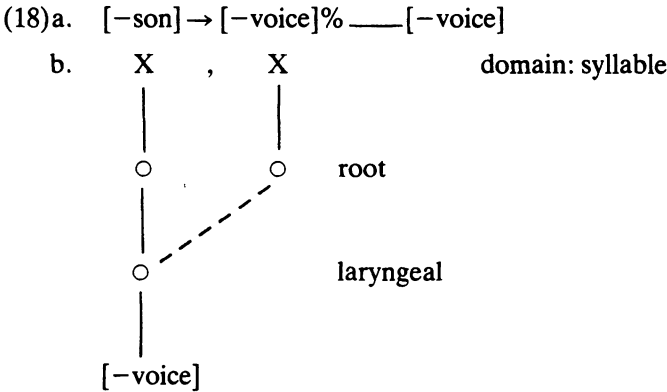 (18)a. [−son]→[−voice]%___[−voice]
b. X , X domain: syllable
root
laryngeal
[−voice]